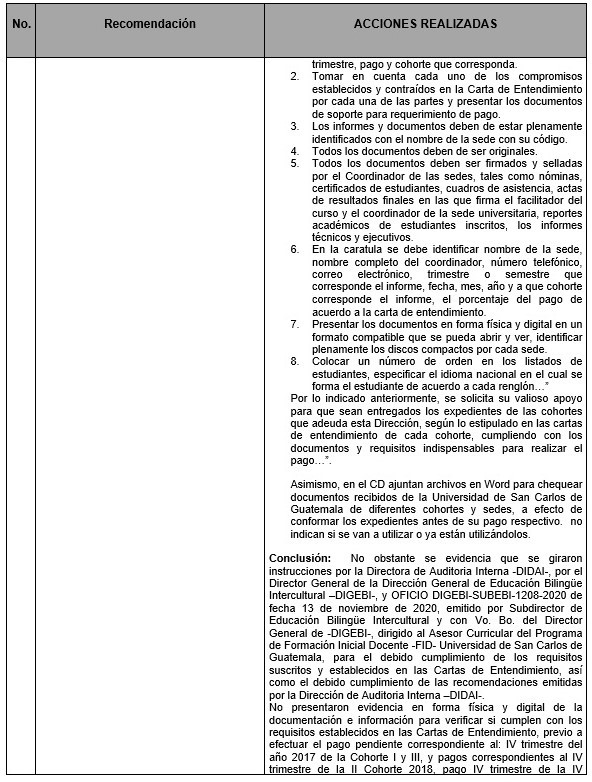 No. Recomendación ACCIONES REALIZADAS
trimestre, pago y cohorte que corresponda.
2. Tomar en cuenta cada uno de los compromisos
establecidos y contraídos en la Carta de Entendimiento
por cada una de las partes y presentar los documentos
de soporte para requerimiento de pago.
3. Los informes y documentos deben de estar plenamente
identificados con el nombre de la sede con su código.
4. Todos los documentos deben de ser originales.
5. Todos los documentos deben ser firmados y selladas
por el Coordinador de las sedes, tales como nóminas,
certificados de estudiantes, cuadros de asistencia, actas
de resultados finales en las que firma el facilitador del
curso y el coordinador de la sede universitaria, reportes
académicos de estudiantes inscritos, los informes
técnicos y ejecutivos.
6. En la caratula se debe identificar nombre de la sede,
nombre completo del coordinador, número telefónico,
correo electrónico, trimestre o semestre que
corresponde el informe, fecha, mes, año y a que cohorte
corresponde el informe, el porcentaje del pago de
acuerdo a la carta de entendimiento.
7. Presentar los documentos en forma física y digital en un
formato compatible que se pueda abrir y ver, identificar
plenamente los discos compactos por cada sede.
8. Colocar un número de orden en los listados de
estudiantes, especificar el idioma nacional en el cual se
forma el estudiante de acuerdo a cada renglón…”
Por lo indicado anteriormente, se solicita su valioso apoyo
para que sean entregados los expedientes de las cohortes
que adeuda esta Dirección, según lo estipulado en las cartas
de entendimiento de cada cohorte, cumpliendo con los
documentos y requisitos indispensables para realizar el
pago…”.
Asimismo, en el CD ajuntan archivos en Word para chequear
documentos recibidos de la Universidad de San Carlos de
Guatemala de diferentes cohortes y sedes, a efecto de
conformar los expedientes antes de su pago respectivo. no
indican si se van a utilizar o ya están utilizándolos.
Conclusión: No obstante se evidencia que se giraron
instrucciones por la Directora de Auditoria Interna -DIDAI-, por el
Director General de la Dirección General de Educación Bilingüe
Intercultural –DIGEBI-, y OFICIO DIGEBI-SUBEBI-1208-2020 de
fecha 13 de noviembre de 2020, emitido por Subdirector de
Educación Bilingüe Intercultural y con Vo. Bo. del Director
General de -DIGEBI-, dirigido al Asesor Curricular del Programa
de Formación Inicial Docente -FID- Universidad de San Carlos de
Guatemala, para el debido cumplimiento de los requisitos
suscritos y establecidos en las Cartas de Entendimiento, así
como el debido cumplimiento de las recomendaciones emitidas
por la Dirección de Auditoria Interna –DIDAI-.
No presentaron evidencia en forma física y digital de la
documentación e información para verificar si cumplen con los
requisitos establecidos en las Cartas de Entendimiento, previo a
efectuar el pago pendiente correspondiente al: IV trimestre del
año 2017 de la Cohorte I y III, y pagos correspondientes al IV
trimestre de la II Cohorte 2018, pago IV trimestre de la IV